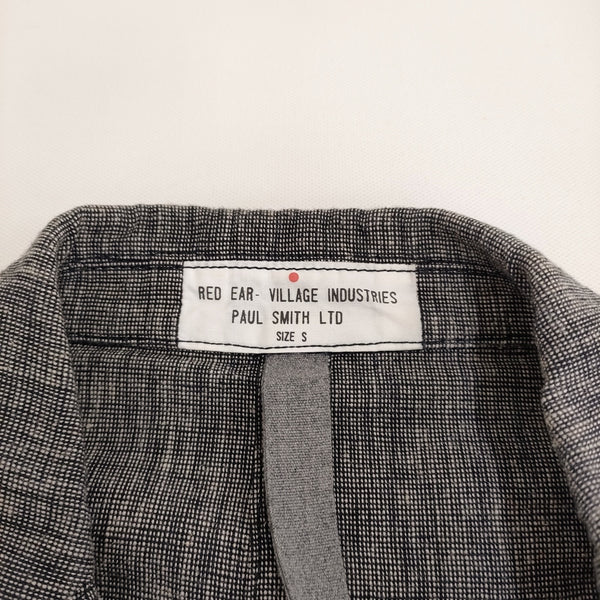 RED EAR- VILLAGE INDUSTRIES
PAUL SMITH LTD
SIZE S